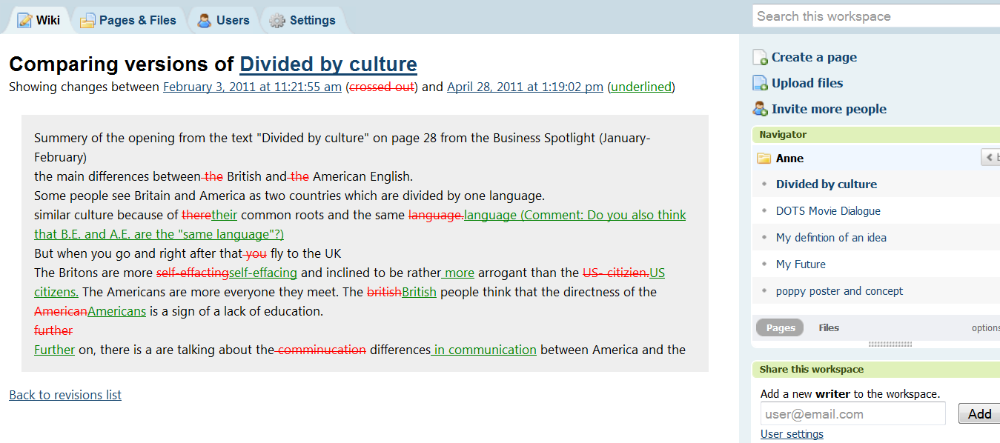 Wiki
Pages & Files
Users
Settings
Search this workspace
Comparing versions of Divided by culture
Showing changes between February 3, 2011 at 11:21:55 am (crossed out) and April 28, 2011 at 1:19:02 pm (underlined)
Summery of the opening from the text "Divided by culture" on page 28 from the Business Spotlight (January-
February)
the main differences between the British and the American English.
Some people see Britain and America as two countries which are divided by one language.
similar culture because of theretheir common roots and the same language.language (Comment: Do you also think
that B.E. and A.E. are the "same language"?)
But when you go and right after that you fly to the UK
The Britons are more self-effactingself-effacing and inclined to be rather more arrogant than the US- citizien.US
citizens. The Americans are more everyone they meet. The britishBritish people think that the directness of the
AmericanAmericans is a sign of a lack of education.
further
Further on, there is a are talking about the comminucation differences in communication between America and the
Back to revisions list
Create a page
Upload files
Invite more people
Navigator
Anne
Divided by culture
DOTS Movie Dialogue
My defintion of an idea
My Future
poppy poster and concept
Pages
Files
options
Share this workspace
Add a new writer to the workspace.
user@email.com
Add
User settings